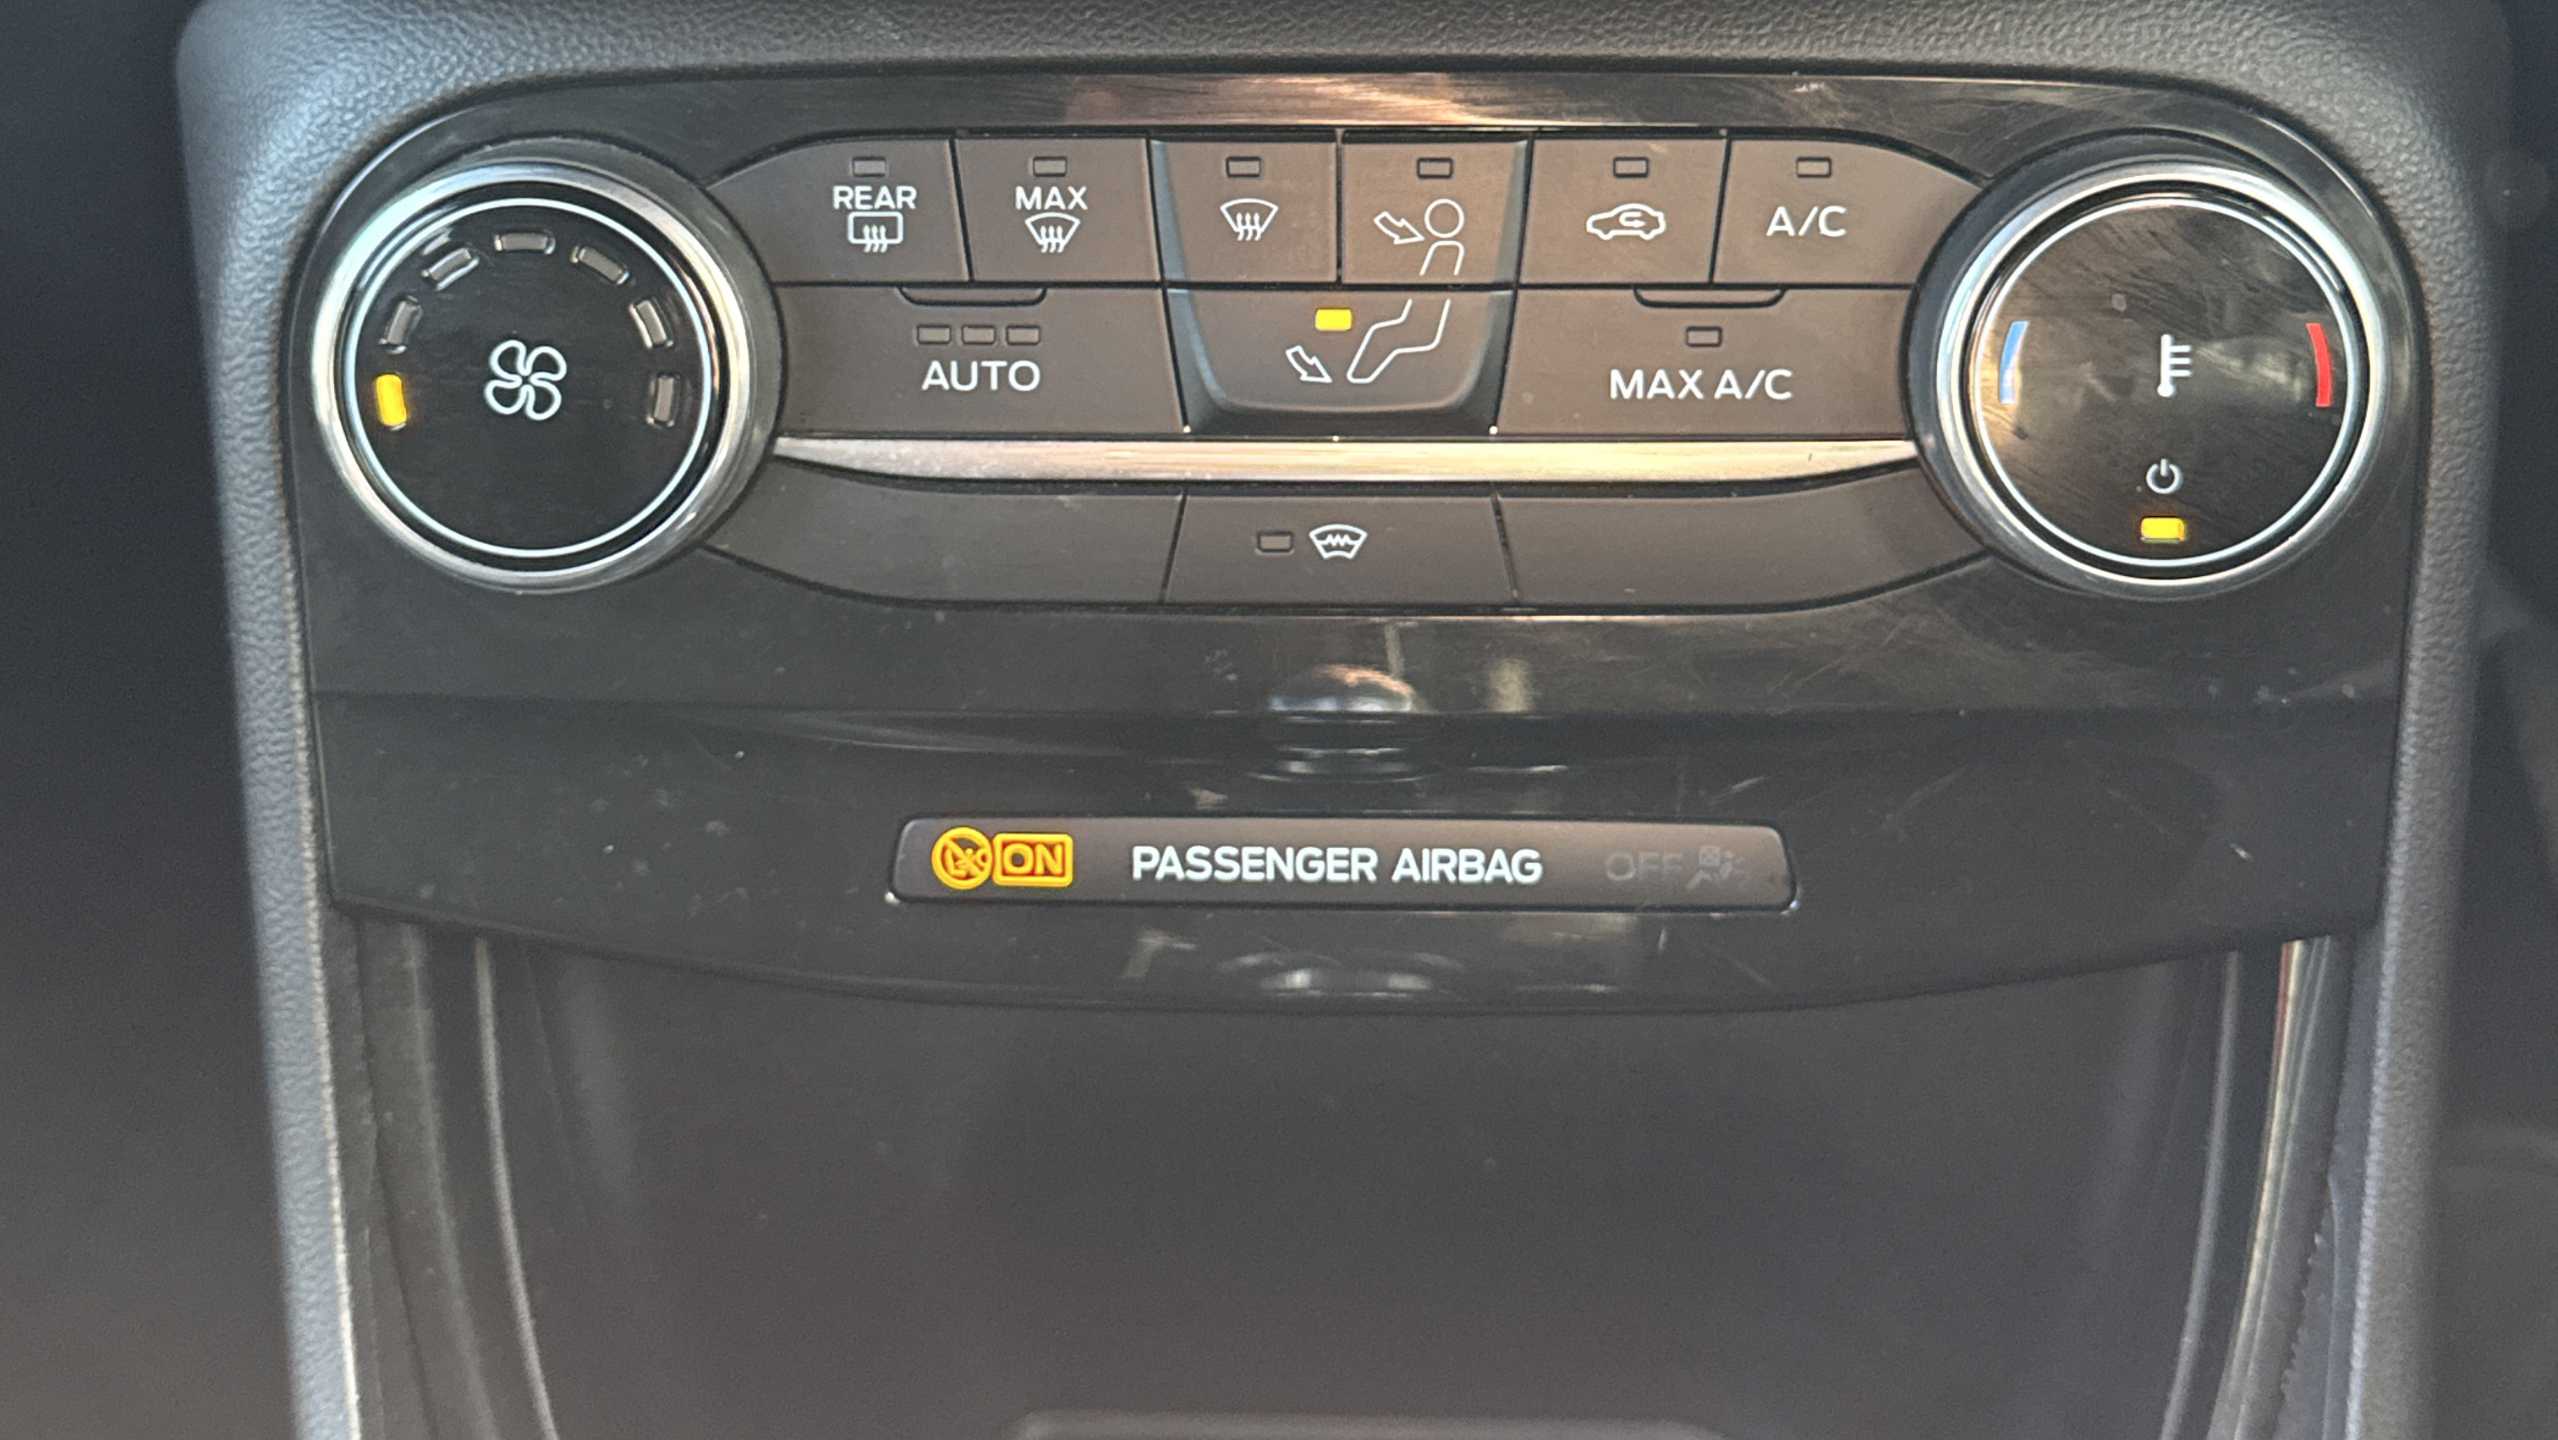 REAR
MAX
A/C
AUTO
MAX A/C
ON PASSENGER AIRBAG OFF